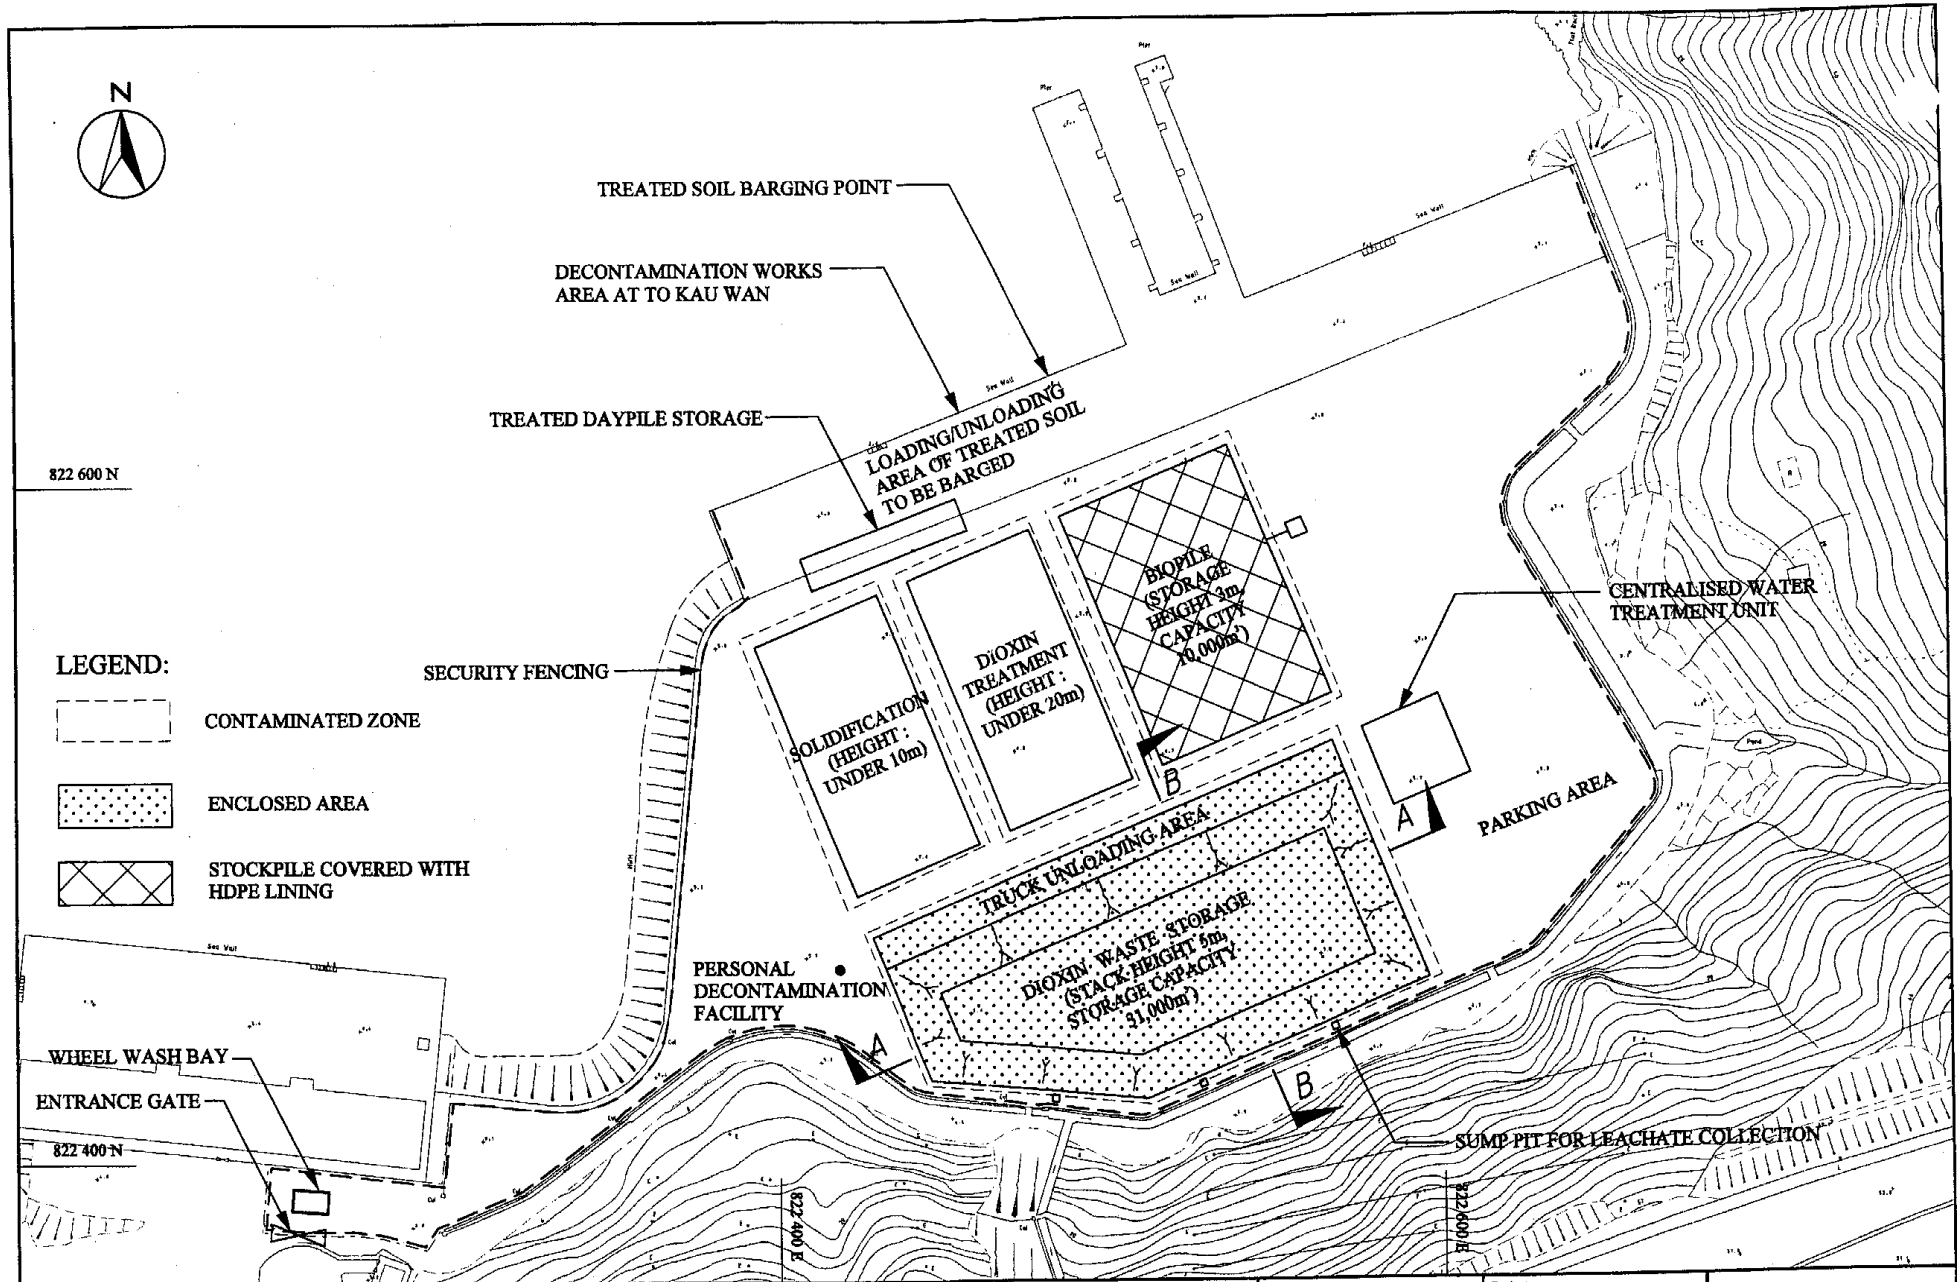 N
Pier
Pier
TREATED SOIL BARGING POINT
Sea Wall
DECONTAMINATION WORKS
AREA AT TO KAU WAN
Sea Wall
Sea Wall
TREATED DAYPILE STORAGE
LOADING/UNLOADING
AREA OF TREATED SOIL
TO BE BARGED
822 600 N
BIOPILE
(STORAGE
HEIGHT 3m,
CAPACITY
10,000m³)
CENTRALISED WATER
TREATMENT UNIT
DIOXIN
TREATMENT
(HEIGHT :
UNDER 20m)
SECURITY FENCING
SOLIDIFICATION
(HEIGHT :
UNDER 10m)
LEGEND:
CONTAMINATED ZONE
ENCLOSED AREA
STOCKPILE COVERED WITH
HDPE LINING
Pond
B
A
PARKING AREA
TRUCK UNLOADING AREA
DIOXIN WASTE STORAGE
(STACK HEIGHT 5m,
STORAGE CAPACITY
31,000m³)
Sea Wall
PERSONAL
DECONTAMINATION
FACILITY
A
B
WHEEL WASH BAY
ENTRANCE GATE
SUMP PIT FOR LEACHATE COLLECTION
822 400 N
822 400 E
822 600 E